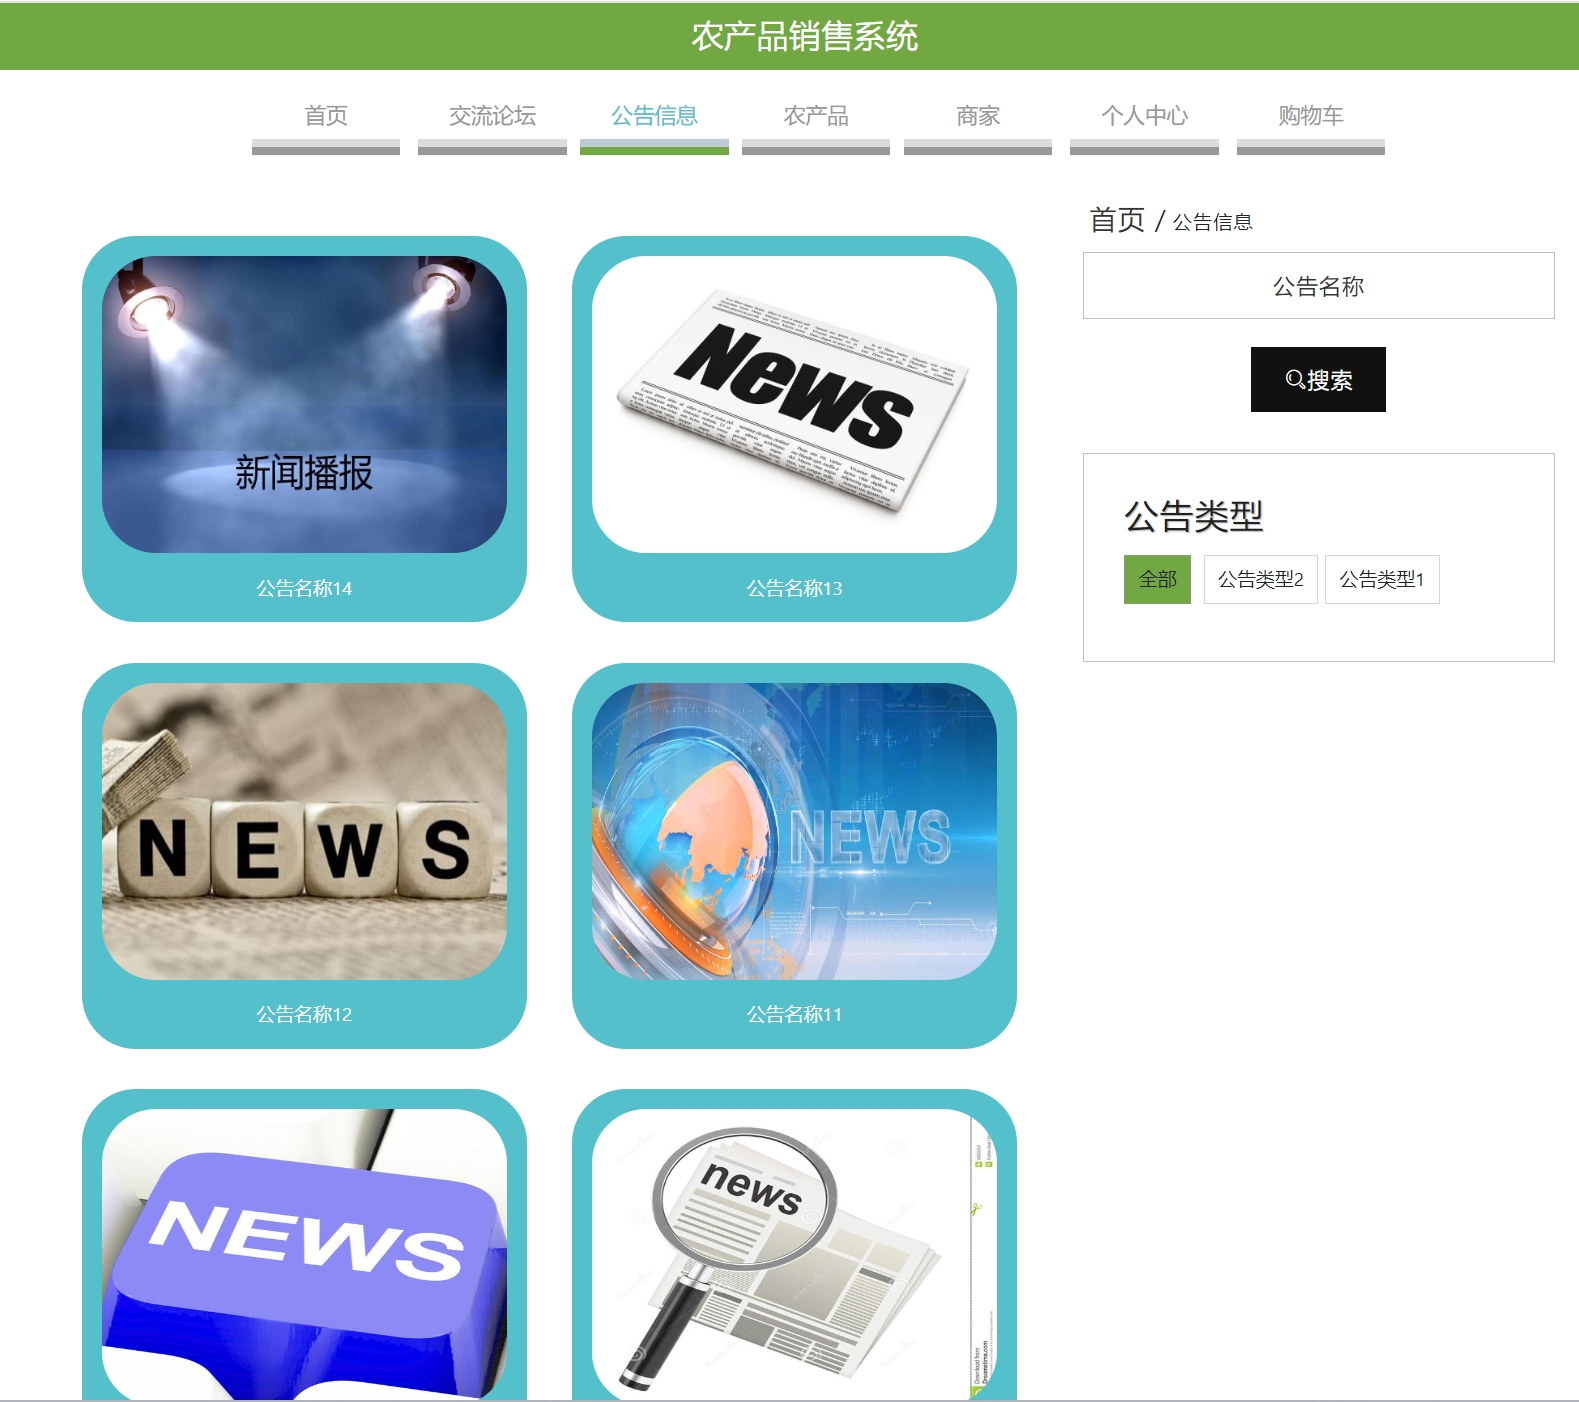 农产品销售系统
首页 交流论坛 公告信息 农产品 商家 个人中心 购物车
首页 / 公告信息
公告名称
搜索
公告类型
全部 公告类型2 公告类型1
新闻播报
公告名称14
News
公告名称13
NEWS
公告名称12
NEWS
公告名称11
NEWS
news
Download from
Dreamstime.com